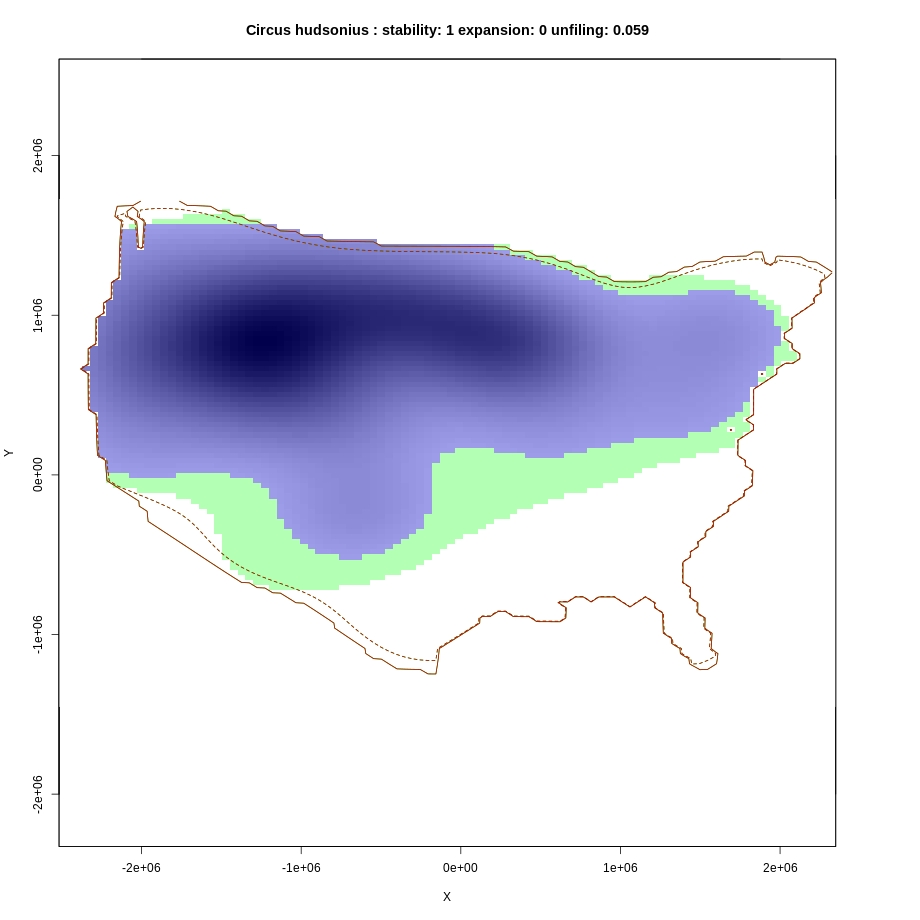 Circus hudsonius : stability: 1 expansion: 0 unfiling: 0.059
2e+06
1e+06
0e+00
-1e+06
-2e+06
Y
-2e+06 -1e+06 0e+00 1e+06 2e+06
X